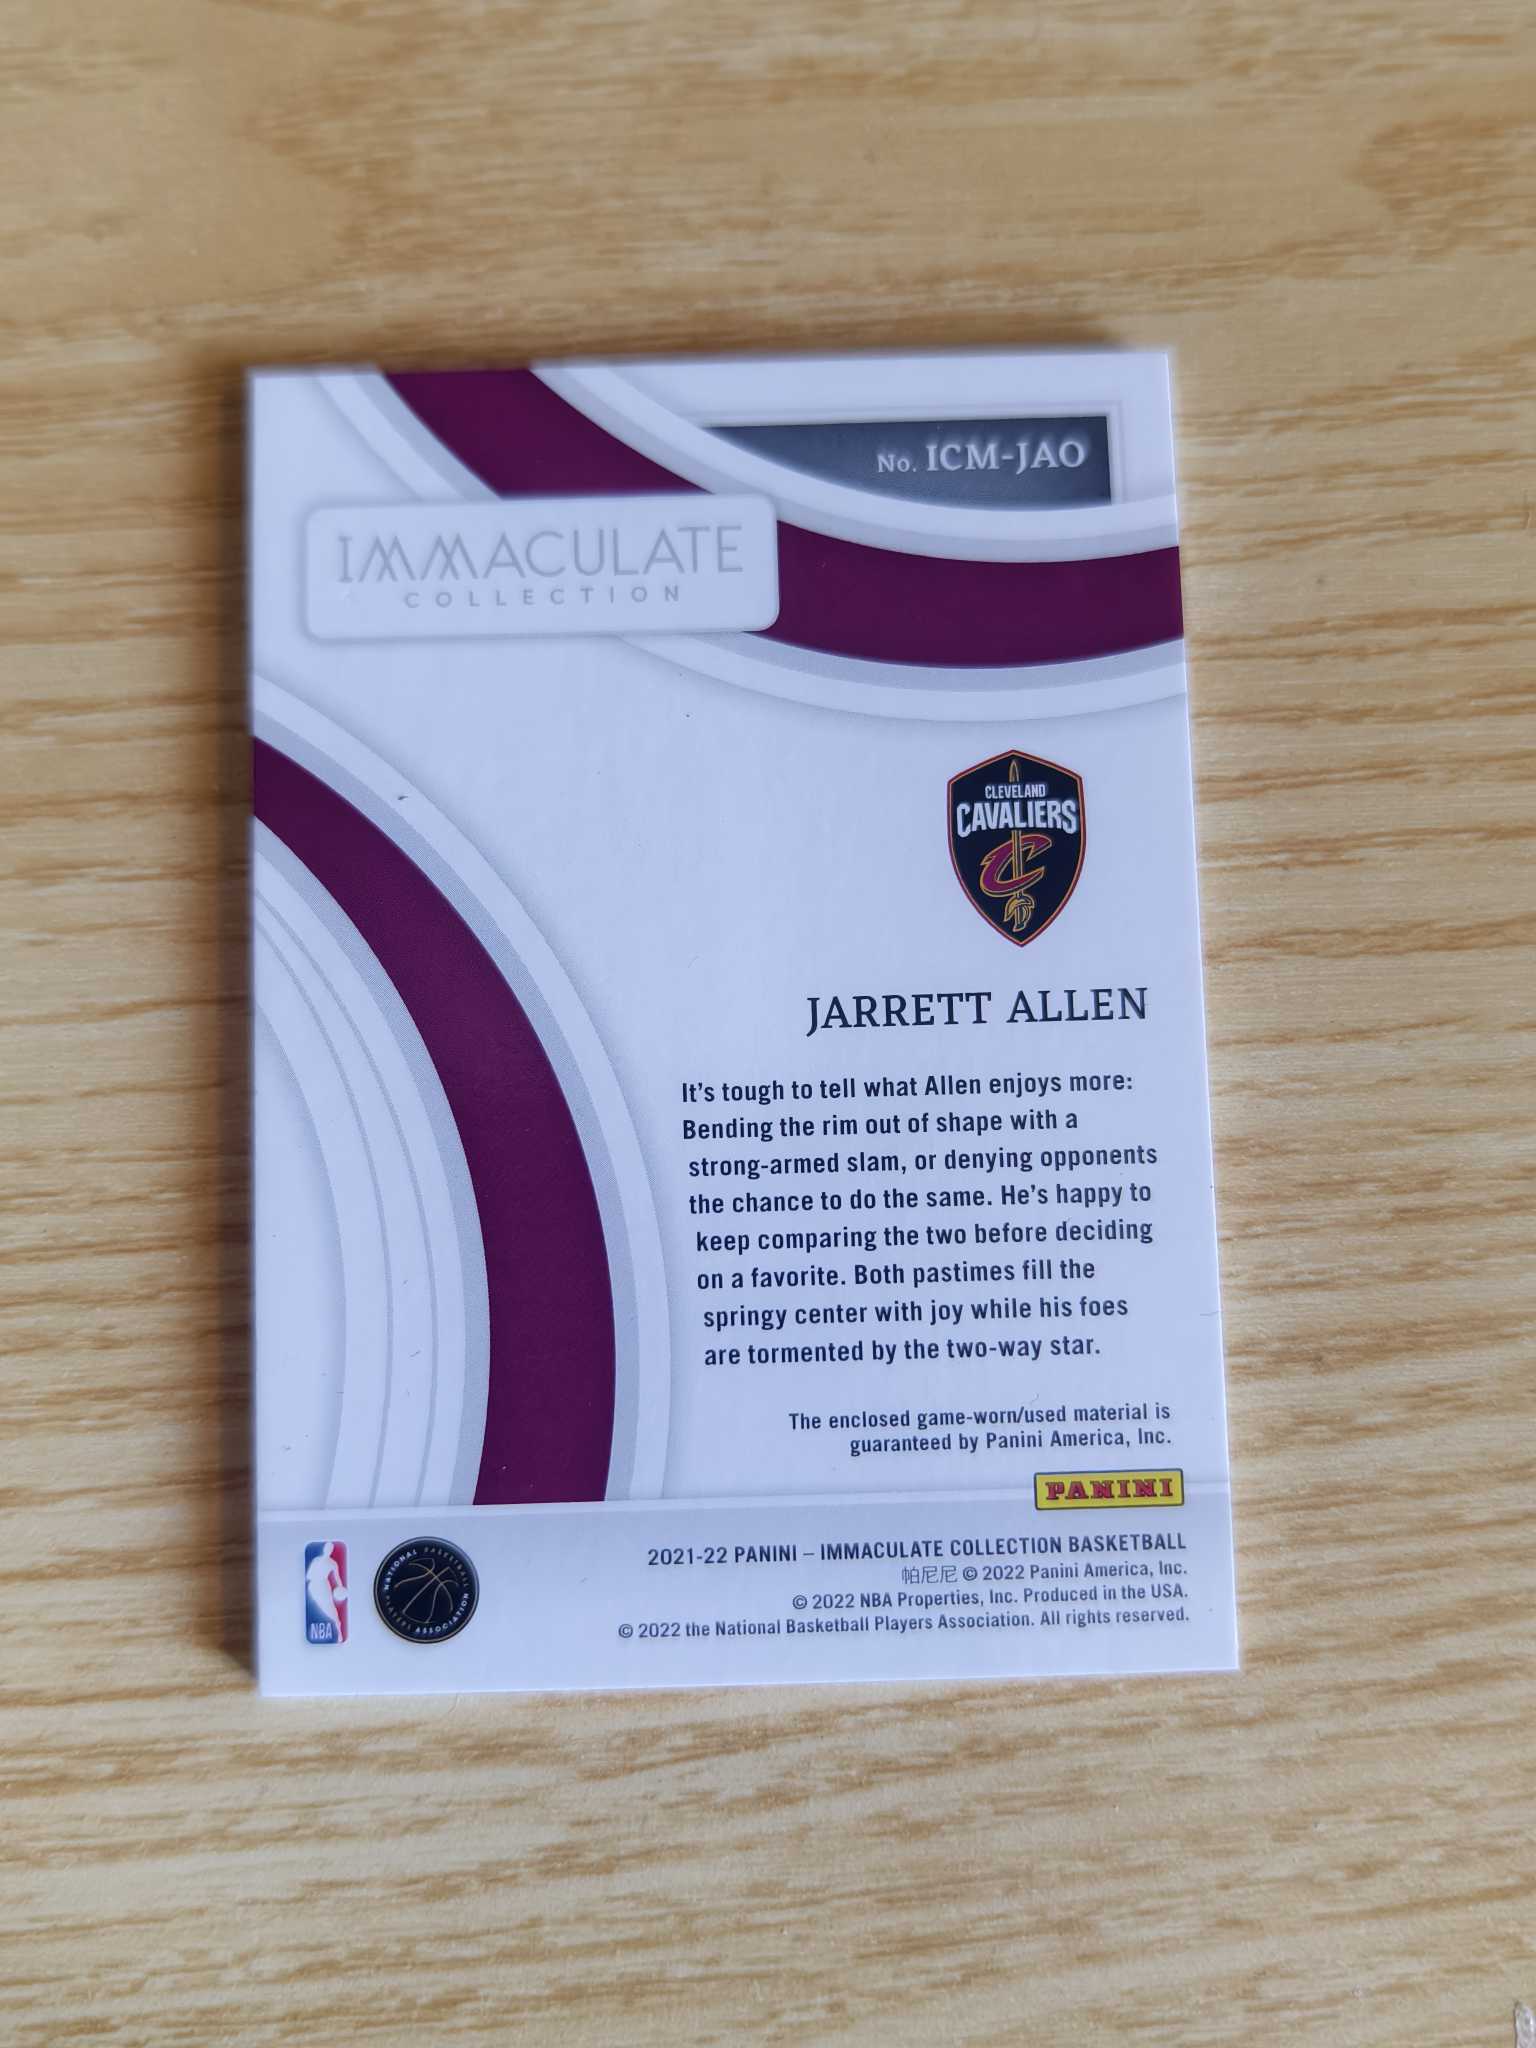 No. ICM-JAO
IMMACULATE
COLLECTION
CLEVELAND
CAVALIERS
C
JARRETT ALLEN
It's tough to tell what Allen enjoys more:
Bending the rim out of shape with a
strong-armed slam, or denying opponents
the chance to do the same. He's happy to
keep comparing the two before deciding
on a favorite. Both pastimes fill the
springy center with joy while his foes
are tormented by the two-way star.
The enclosed game-worn/used material is
guaranteed by Panini America, Inc.
PANINI
NBA
NATIONAL BASKETBALL
PLAYERS ASSOCIATION
2021-22 PANINI – IMMACULATE COLLECTION BASKETBALL
帕尼尼 © 2022 Panini America, Inc.
© 2022 NBA Properties, Inc. Produced in the USA.
© 2022 the National Basketball Players Association. All rights reserved.